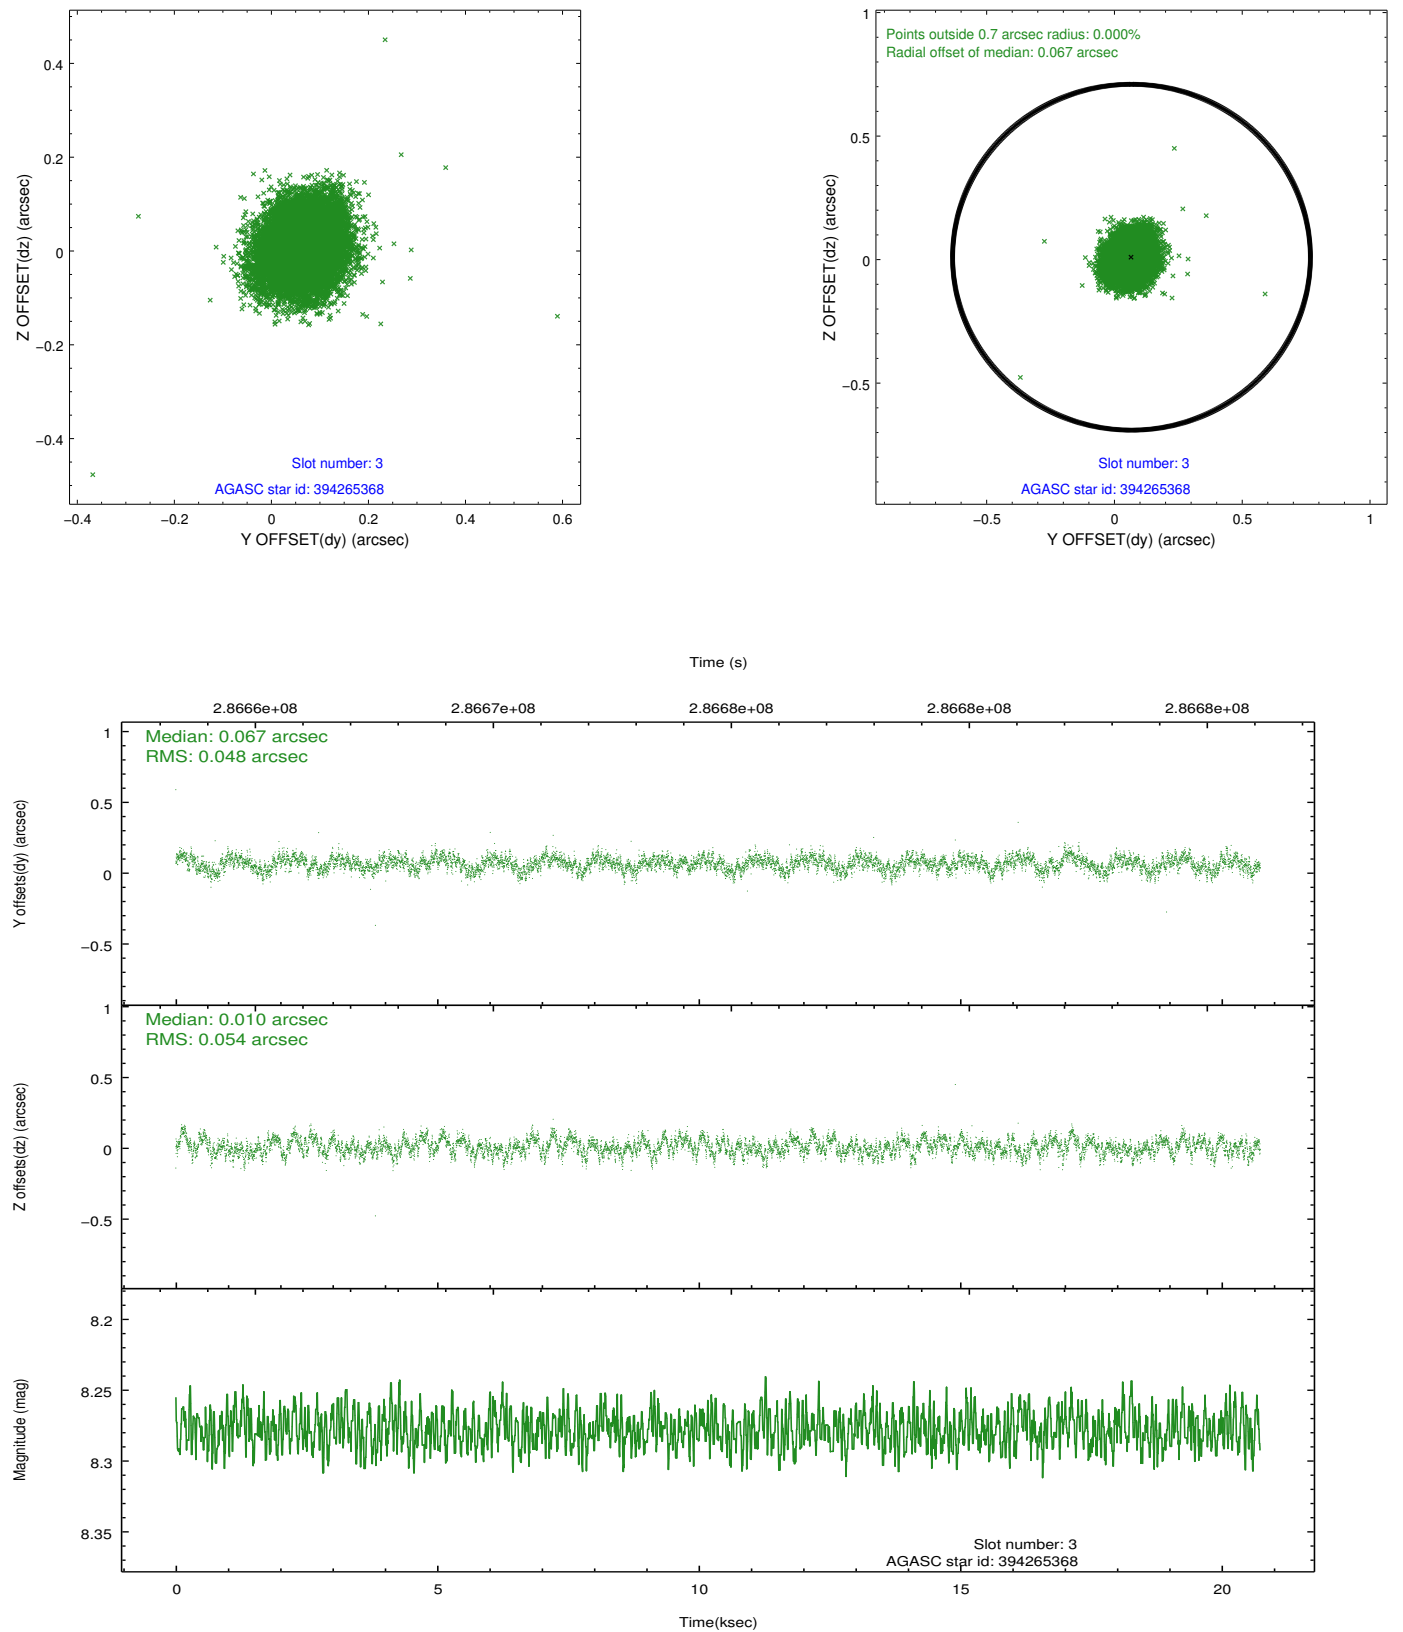 0.4
0.2
0
−0.2
−0.4
−0.4
−0.2
0
0.2
0.4
0.6
Z OFFSET(dz) (arcsec)
Y OFFSET(dy) (arcsec)
Slot number: 3
AGASC star id: 394265368
Points outside 0.7 arcsec radius: 0.000%
Radial offset of median: 0.067 arcsec
1
0.5
0
−0.5
−0.5
0
0.5
1
Z OFFSET(dz) (arcsec)
Y OFFSET(dy) (arcsec)
Slot number: 3
AGASC star id: 394265368
Time (s)
2.8666e+08
2.8667e+08
2.8668e+08
2.8668e+08
2.8668e+08
Median: 0.067 arcsec
RMS: 0.048 arcsec
1
0.5
0
−0.5
Y offsets(dy) (arcsec)
Median: 0.010 arcsec
RMS: 0.054 arcsec
1
0.5
0
−0.5
Z offsets(dz) (arcsec)
8.2
8.25
8.3
8.35
Magnitude (mag)
Slot number: 3
AGASC star id: 394265368
0
5
10
15
20
Time(ksec)